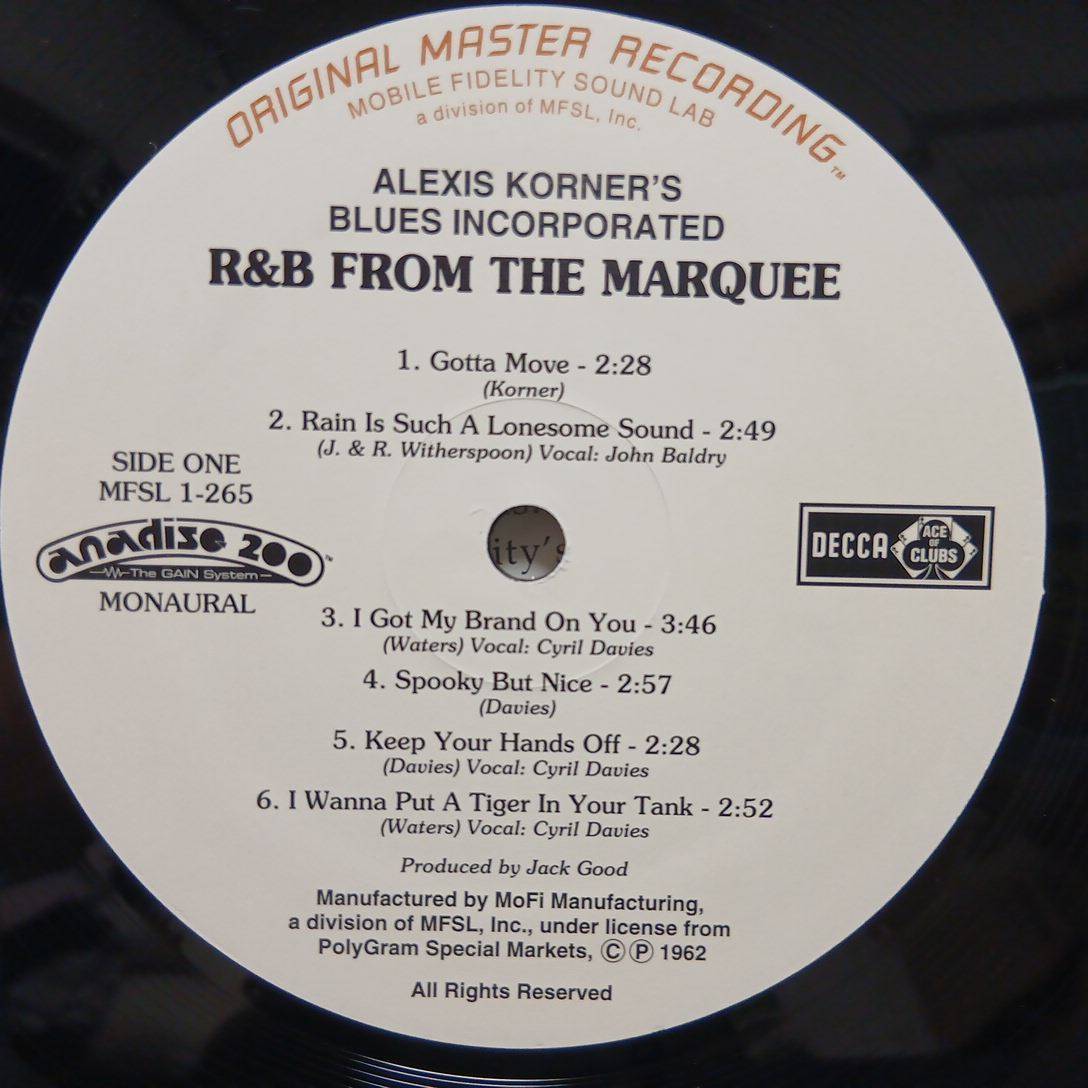 ORIGINAL MASTER RECORDING™
MOBILE FIDELITY SOUND LAB
a division of MFSL, Inc.
ALEXIS KORNER'S
BLUES INCORPORATED
R&B FROM THE MARQUEE
1. Gotta Move - 2:28
(Korner)
2. Rain Is Such A Lonesome Sound - 2:49
(J. & R. Witherspoon) Vocal: John Baldry
SIDE ONE
MFSL 1-265
anadisc 200™
The GAIN System
MONAURAL
DECCA
ACE
OF
CLUBS
ity's
3. I Got My Brand On You - 3:46
(Waters) Vocal: Cyril Davies
4. Spooky But Nice - 2:57
(Davies)
5. Keep Your Hands Off - 2:28
(Davies) Vocal: Cyril Davies
6. I Wanna Put A Tiger In Your Tank - 2:52
(Waters) Vocal: Cyril Davies
Produced by Jack Good
Manufactured by MoFi Manufacturing,
a division of MFSL, Inc., under license from
PolyGram Special Markets, Ⓒ Ⓟ 1962
All Rights Reserved